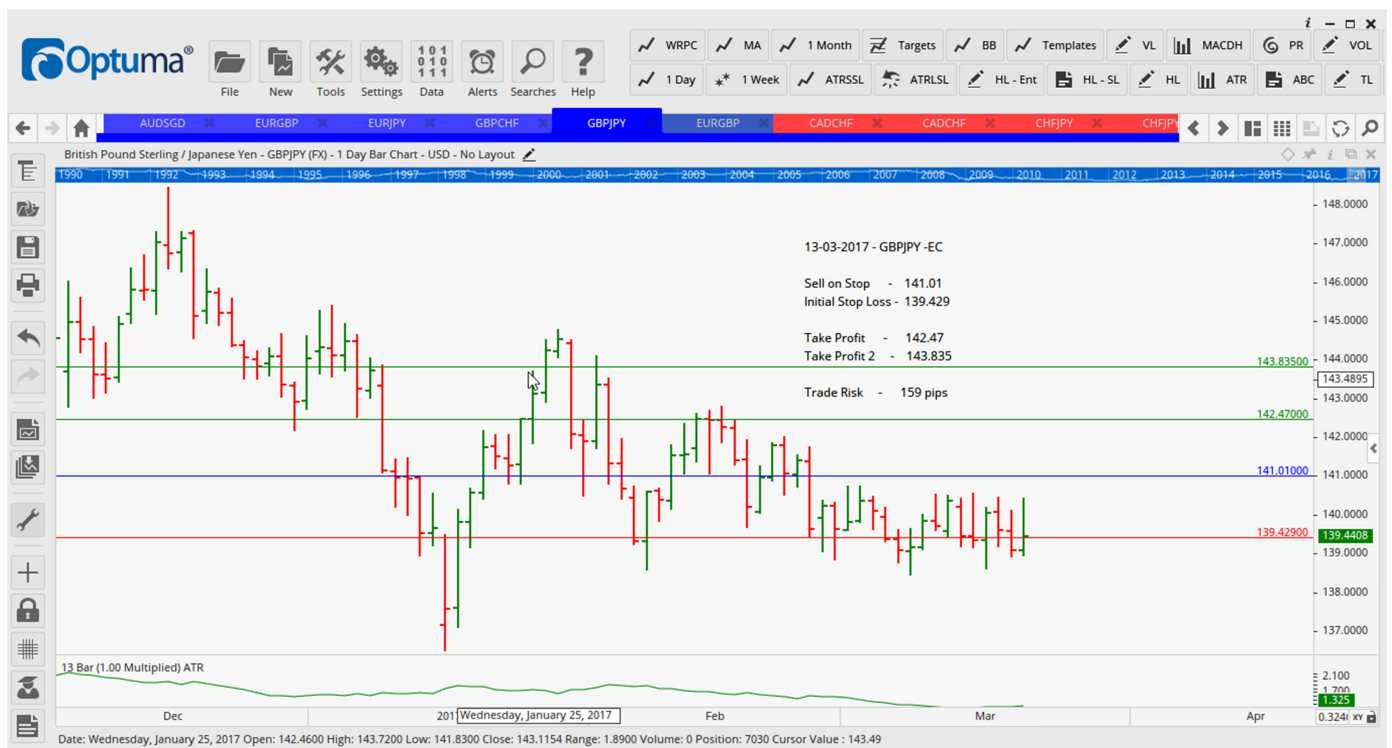 i
Optuma®
File New Tools Settings Data Alerts Searches Help
101
010
111
WRPC MA 1 Month Targets BB Templates VL MACDH PR VOL
1 Day 1 Week ATRSSL ATRLSL HL - Ent HL - SL HL ATR ABC TL
AUDSGD EURGBP EURJPY GBPCHF GBPJPY EURGBP CADCHF CADCHF CHFJPY CHFJPY
British Pound Sterling / Japanese Yen - GBPJPY (FX) - 1 Day Bar Chart - USD - No Layout
1990 1991 1992 1993 1994 1995 1996 1997 1998 1999 2000 2001 2002 2003 2004 2005 2006 2007 2008 2009 2010 2011 2012 2013 2014 2015 2016 2017
148.0000
13-03-2017 - GBPJPY -EC
147.0000
Sell on Stop - 141.01
146.0000
Initial Stop Loss - 139.429
145.0000
Take Profit - 142.47
Take Profit 2 - 143.835
144.0000
143.83500
143.4895
Trade Risk - 159 pips
143.0000
142.47000
142.0000
141.01000
141.0000
140.0000
139.42900
139.4408
139.0000
138.0000
137.0000
13 Bar (1.00 Multiplied) ATR
2.100
1.700
1.325
Dec 201 Wednesday, January 25, 2017 Feb Mar Apr 0.324 XY
Date: Wednesday, January 25, 2017 Open: 142.4600 High: 143.7200 Low: 141.8300 Close: 143.1154 Range: 1.8900 Volume: 0 Position: 7030 Cursor Value : 143.49